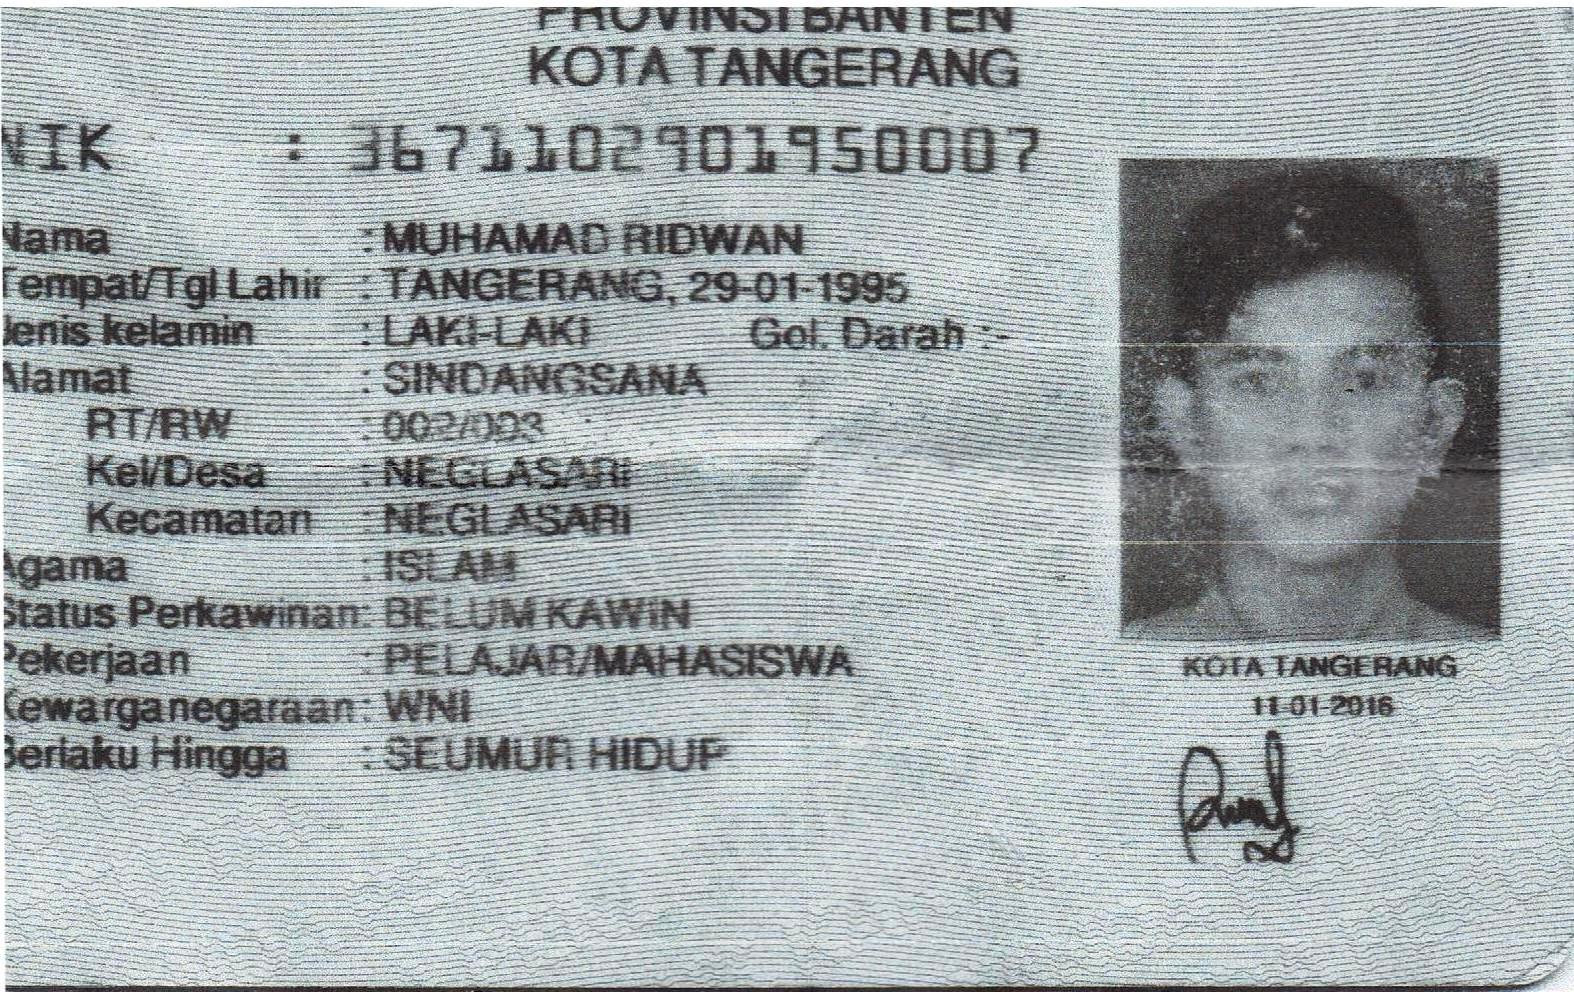 PROVINSI BANTEN
KOTA TANGERANG
NIK : 3671102901950007
Nama : MUHAMAD RIDWAN
Tempat/Tgl Lahir : TANGERANG, 29-01-1995
Jenis kelamin : LAKI-LAKI Gol. Darah :-
Alamat : SINDANGSANA
RT/RW : 002/003
Kel/Desa : NEGLASARI
Kecamatan : NEGLASARI
Agama : ISLAM
Status Perkawinan: BELUM KAWIN
Pekerjaan : PELAJAR/MAHASISWA
Kewarganegaraan: WNI
Berlaku Hingga : SEUMUR HIDUP
KOTA TANGERANG
11-01-2016